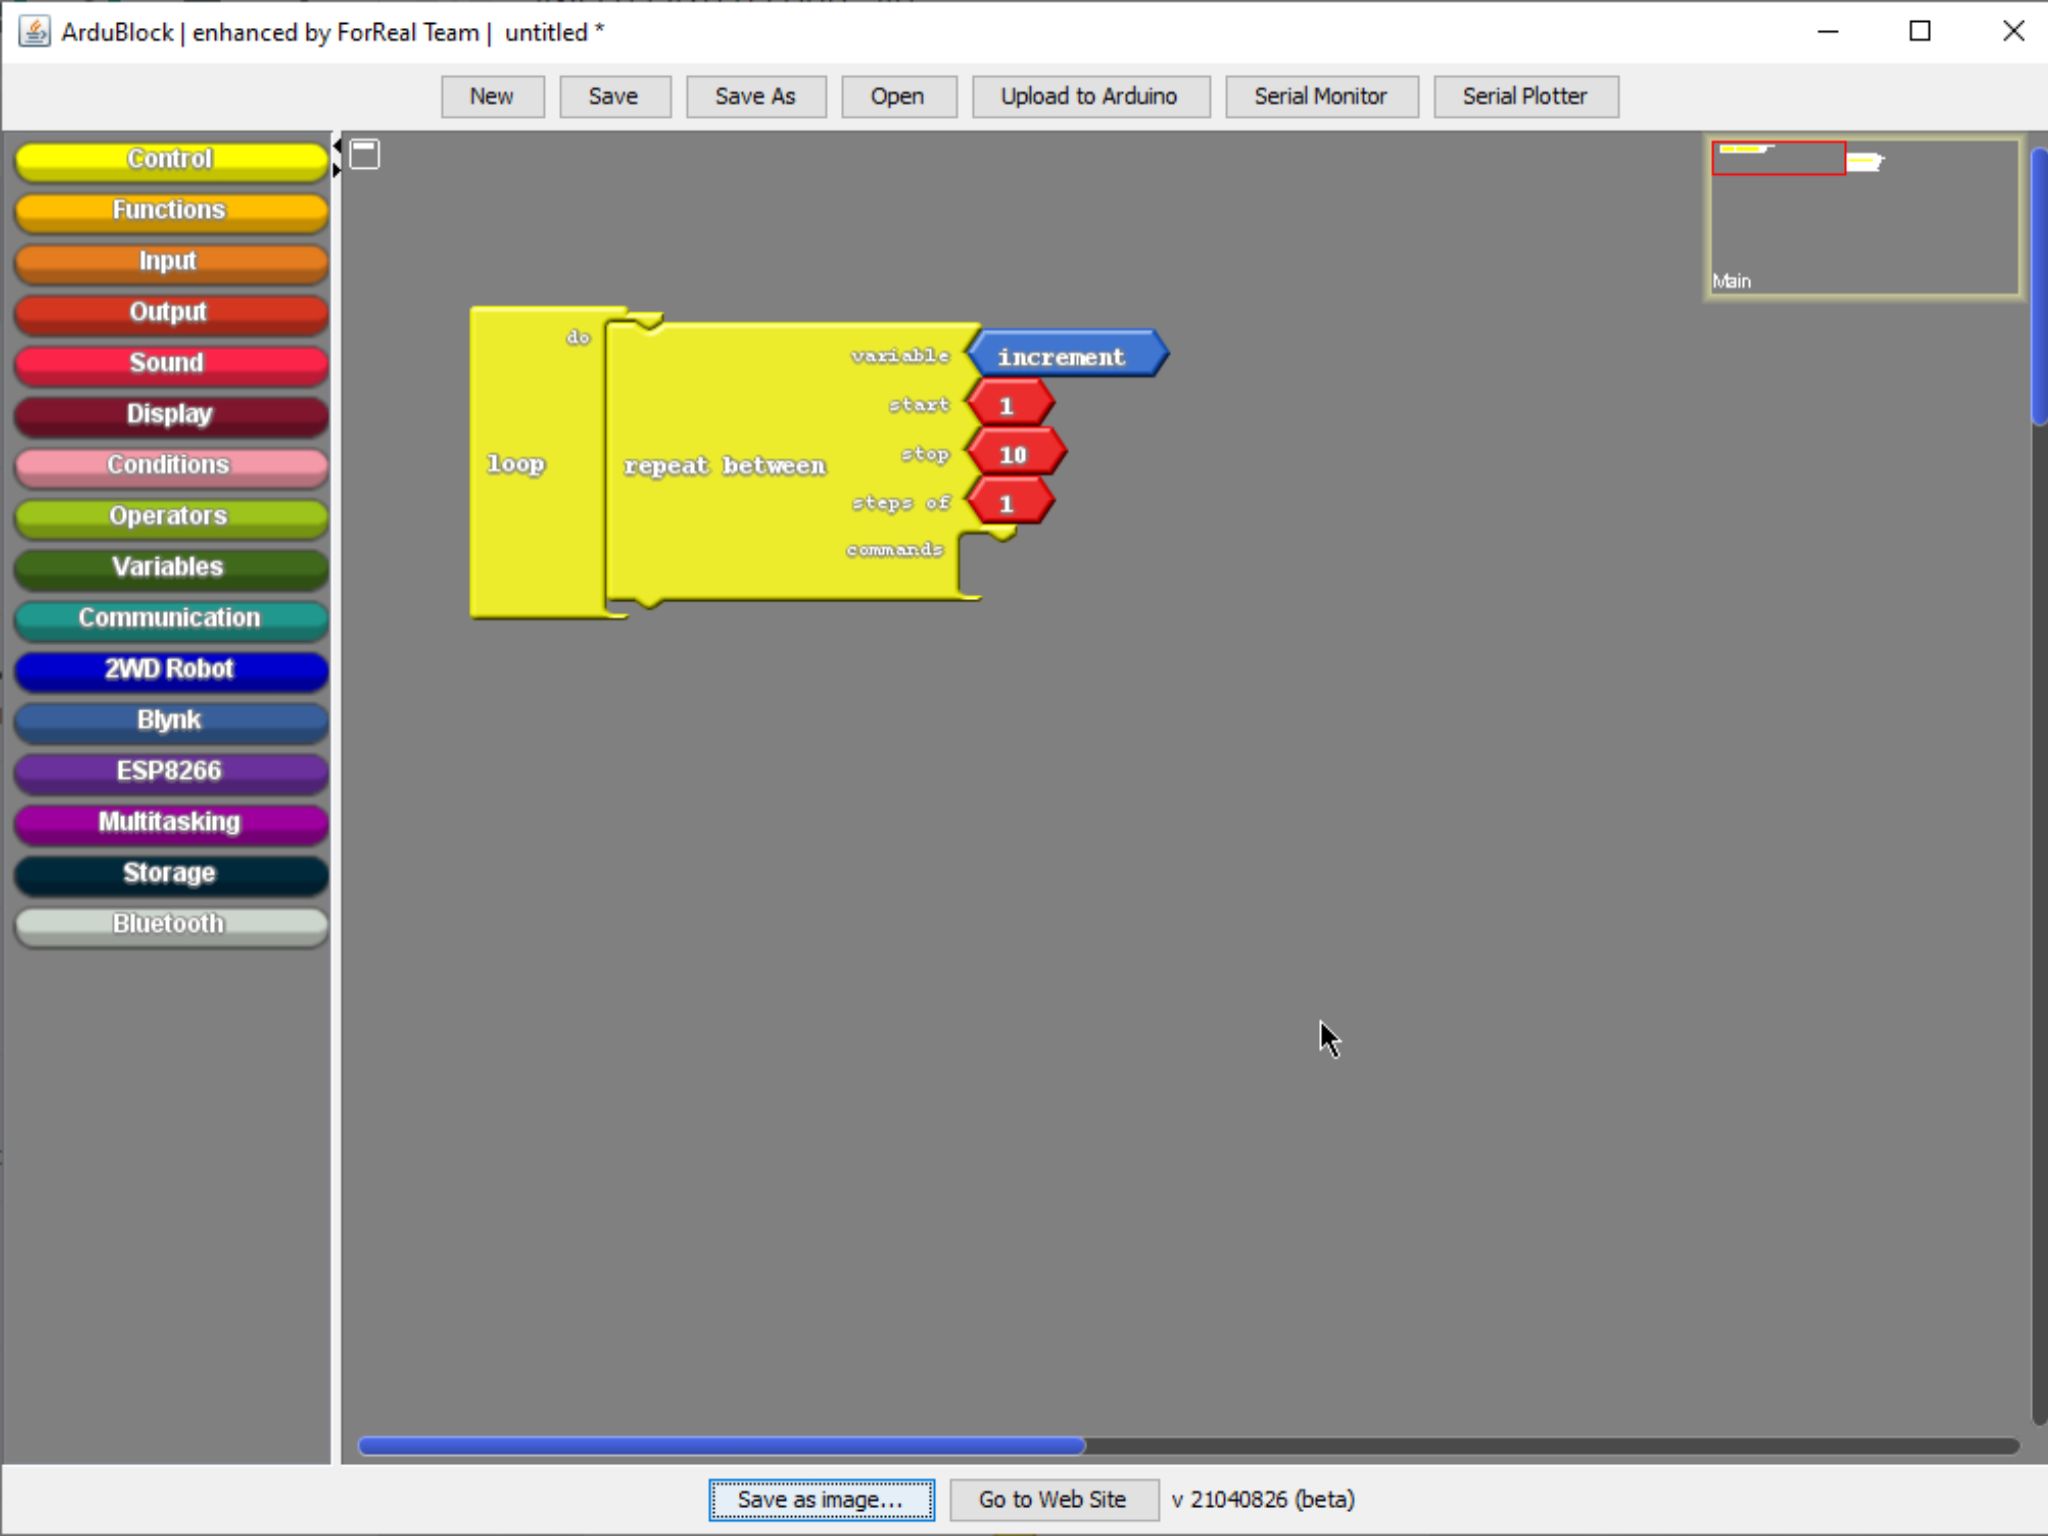 ArduBlock | enhanced by ForReal Team | untitled *
New Save Save As Open Upload to Arduino Serial Monitor Serial Plotter
Control
Functions
Input
Output
Sound
Display
Conditions
Operators
Variables
Communication
2WD Robot
Blynk
ESP8266
Multitasking
Storage
Bluetooth
Main
do
variable increment
start 1
loop repeat between
stop 10
steps of 1
commands
Save as image... Go to Web Site v 21040826 (beta)